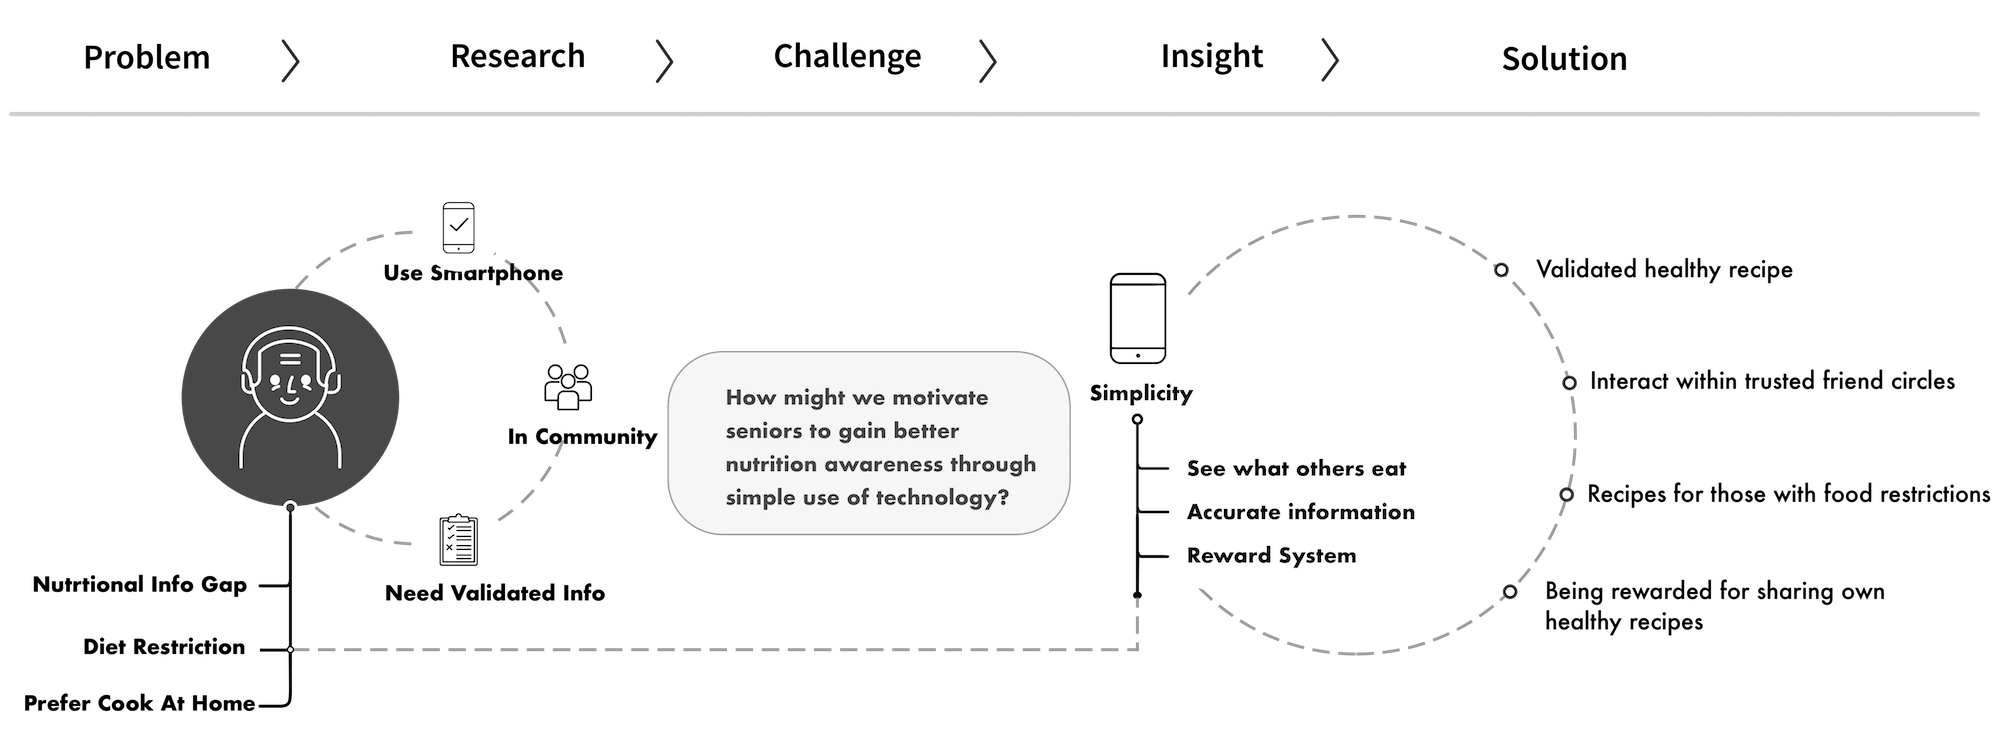 Problem
Research
Challenge
Insight
Solution
Use Smartphone
In Community
Need Validated Info
Nutrtional Info Gap
Diet Restriction
Prefer Cook At Home
How might we motivate
seniors to gain better
nutrition awareness through
simple use of technology?
Simplicity
See what others eat
Accurate information
Reward System
Validated healthy recipe
Interact within trusted friend circles
Recipes for those with food restrictions
Being rewarded for sharing own
healthy recipes